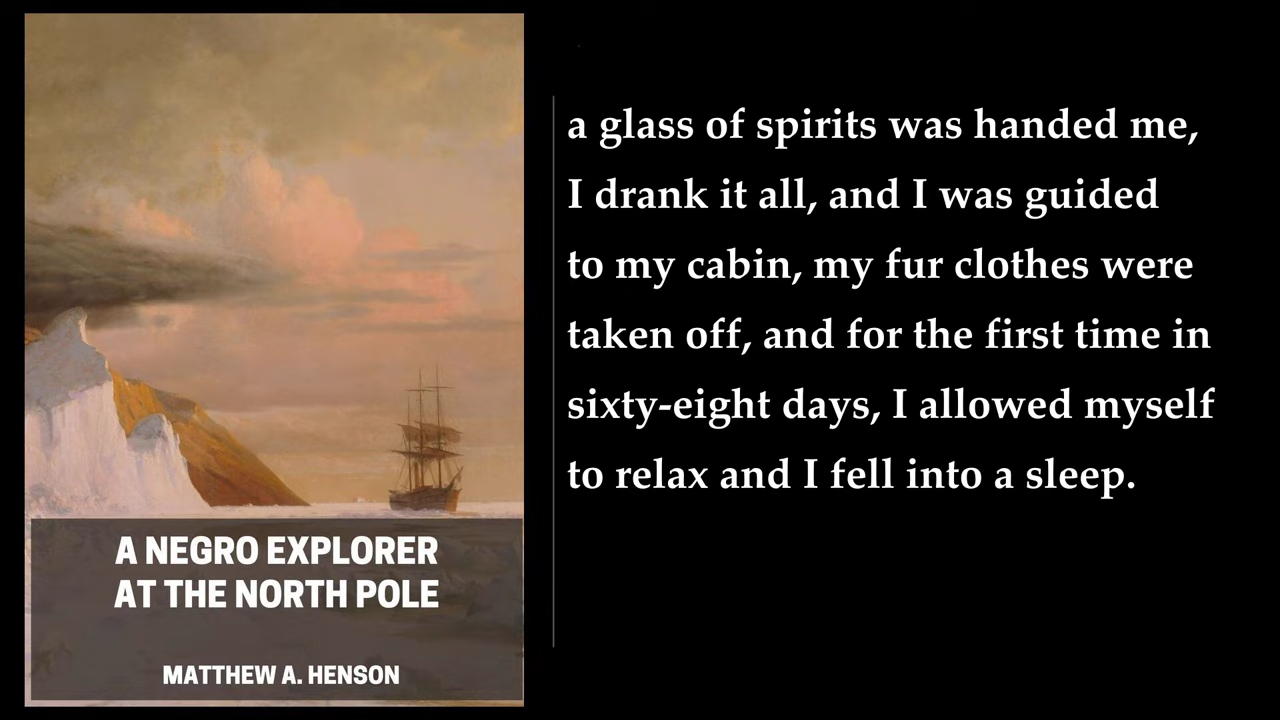 A NEGRO EXPLORER
AT THE NORTH POLE
MATTHEW A. HENSON
a glass of spirits was handed me,
I drank it all, and I was guided
to my cabin, my fur clothes were
taken off, and for the first time in
sixty-eight days, I allowed myself
to relax and I fell into a sleep.